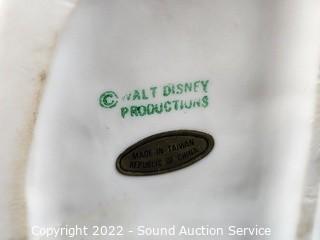 © WALT DISNEY
PRODUCTIONS
MADE IN TAIWAN
REPUBLIC OF CHINA
Copyright 2022 - Sound Auction Service